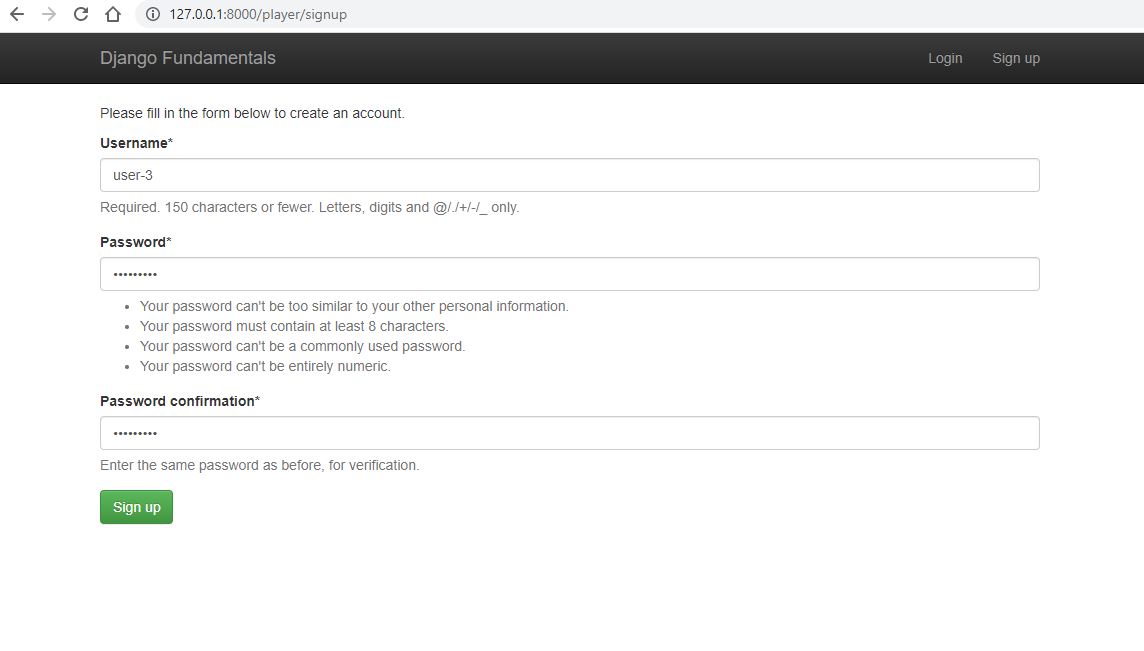 127.0.0.1:8000/player/signup
Django Fundamentals
Login
Sign up
Please fill in the form below to create an account.
Username*
user-3
Required. 150 characters or fewer. Letters, digits and @/./+/-/_ only.
Password*
•••••••••
• Your password can't be too similar to your other personal information.
• Your password must contain at least 8 characters.
• Your password can't be a commonly used password.
• Your password can't be entirely numeric.
Password confirmation*
•••••••••
Enter the same password as before, for verification.
Sign up